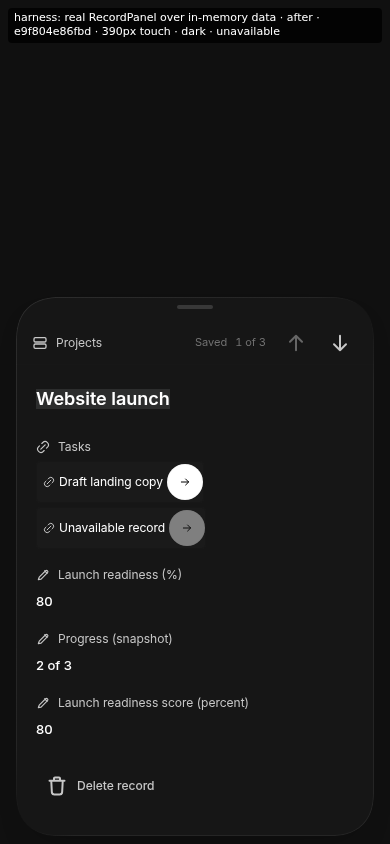 harness: real RecordPanel over in-memory data · after ·
e9f804e86fbd · 390px touch · dark · unavailable
Projects
Saved 1 of 3
Website launch
Tasks
Draft landing copy
Unavailable record
Launch readiness (%)
80
Progress (snapshot)
2 of 3
Launch readiness score (percent)
80
Delete record